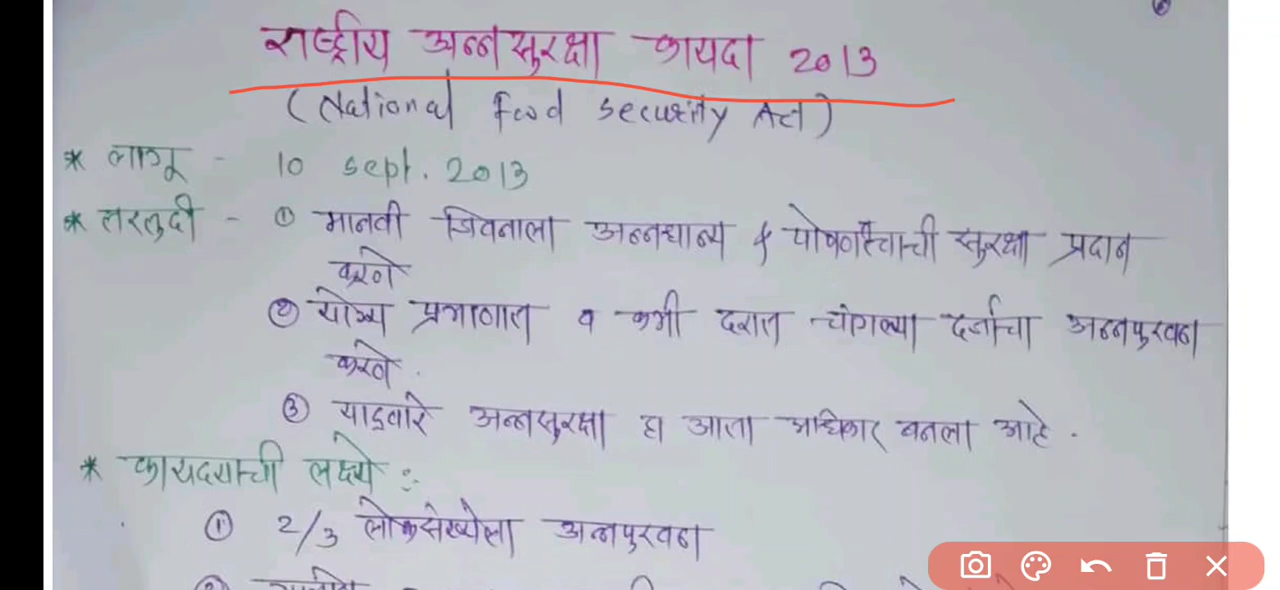 राष्ट्रीय अन्नसुरक्षा कायदा 2013
(National Food Security Act)
* लागू - 10 sept. 2013
* तरतुदी - ① मानवी जिवनाला अन्नधान्य & पोषणत्वाची सुरक्षा प्रदान
करणे
② योग्य प्रमाणात व कमी दरात चांगल्या दर्जाचा अन्नपुरवठा
करणे.
③ याद्वारे अन्नसुरक्षा हा आता अधिकार बनला आहे.
* कायदयाची लक्ष्ये :-
① 2/3 लोकसंख्येला अन्नपुरवठा